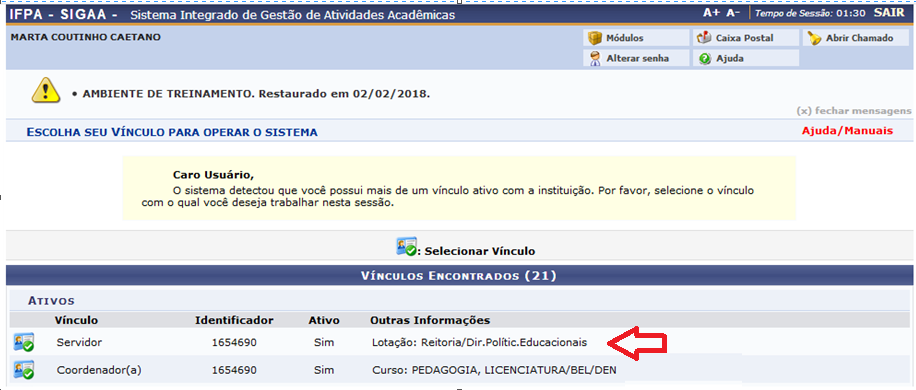 IFPA - SIGAA - Sistema Integrado de Gestão de Atividades Acadêmicas A+ A- Tempo de Sessão: 01:30 SAIR
MARTA COUTINHO CAETANO Módulos Caixa Postal Abrir Chamado
Alterar senha Ajuda
• AMBIENTE DE TREINAMENTO. Restaurado em 02/02/2018.
(x) fechar mensagens
ESCOLHA SEU VÍNCULO PARA OPERAR O SISTEMA Ajuda/Manuais
Caro Usuário,
O sistema detectou que você possui mais de um vínculo ativo com a instituição. Por favor, selecione o vínculo
com o qual você deseja trabalhar nesta sessão.
: Selecionar Vínculo
VÍNCULOS ENCONTRADOS (21)
ATIVOS
Vínculo Identificador Ativo Outras Informações
Servidor 1654690 Sim Lotação: Reitoria/Dir.Polític.Educacionais
Coordenador(a) 1654690 Sim Curso: PEDAGOGIA, LICENCIATURA/BEL/DEN